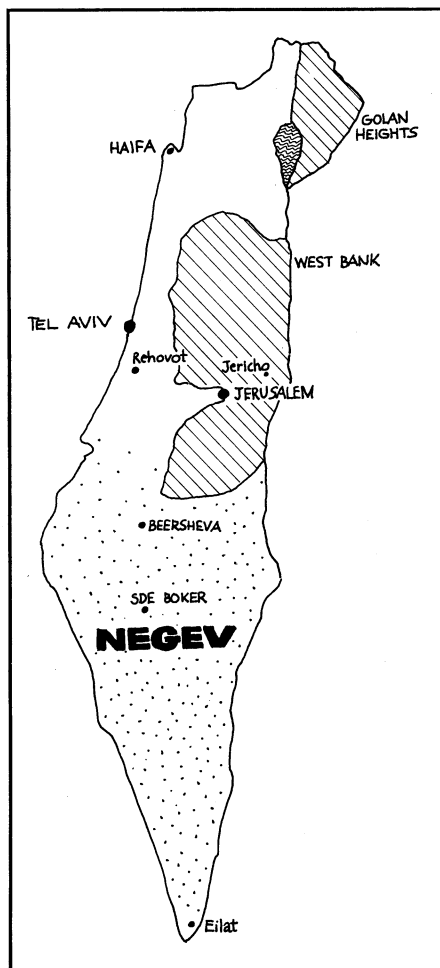 GOLAN
HEIGHTS
HAIFA
WEST BANK
TEL AVIV
Rehovot
Jericho
JERUSALEM
BEERSHEVA
SDE BOKER
NEGEV
Eilat